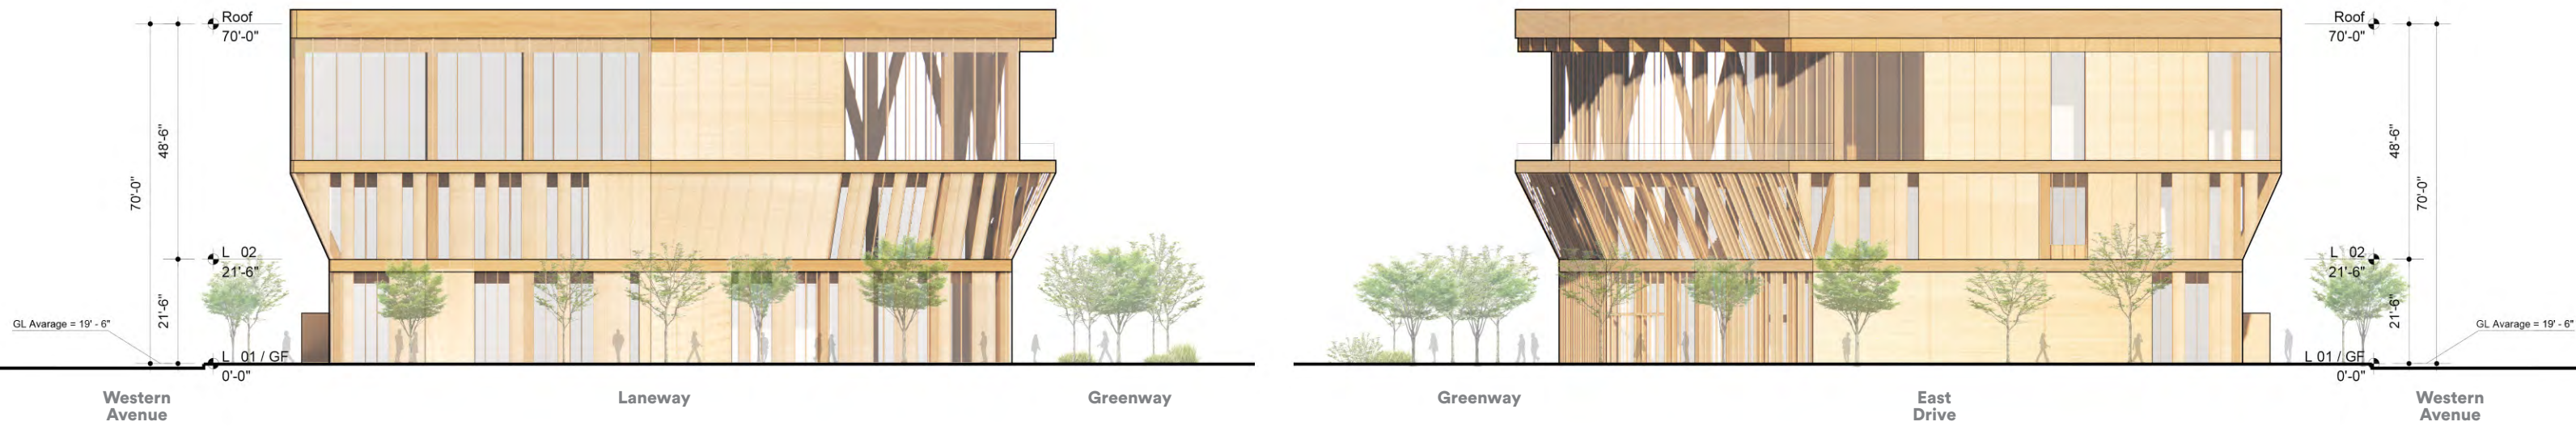 Roof
70'-0"
48'-6"
70'-0"
L 02
21'-6"
21'-6"
GL Avarage = 19' - 6"
L 01 / GF
0'-0"
Western
Avenue
Laneway
Greenway
Roof
70'-0"
48'-6"
70'-0"
L 02
21'-6"
21'-6"
GL Avarage = 19' - 6"
L 01 / GF
0'-0"
Greenway
East
Drive
Western
Avenue